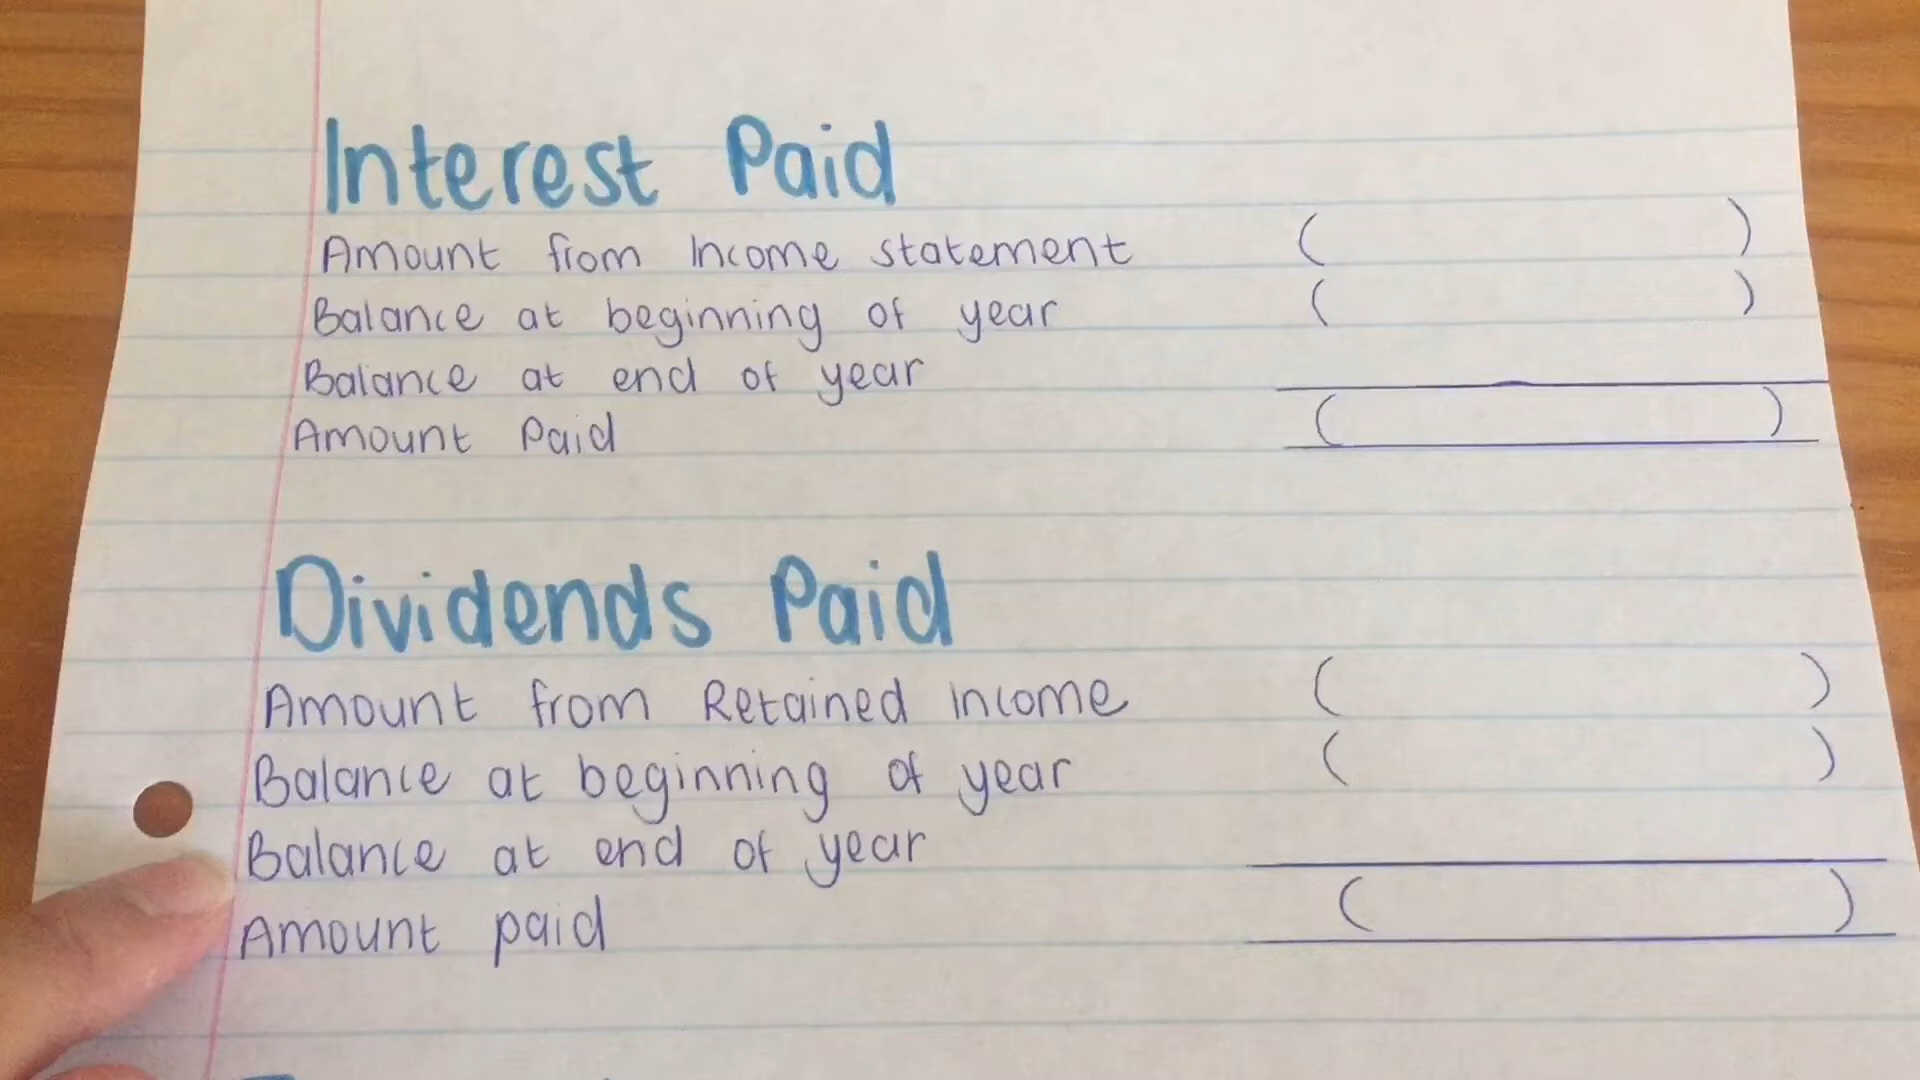 Interest Paid
Amount from Income statement ( )
Balance at beginning of year ( )
Balance at end of year
Amount Paid ( )
Dividends Paid
Amount from Retained income ( )
Balance at beginning of year ( )
Balance at end of year
Amount paid ( )